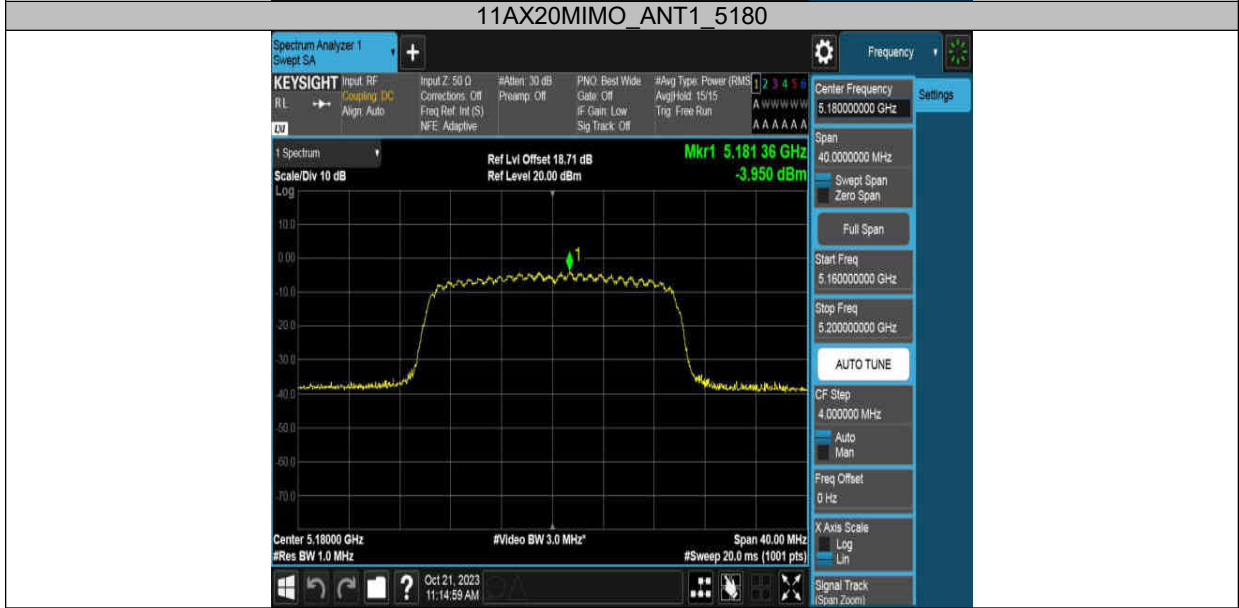 11AX20MIMO_ANT1_5180
Spectrum Analyzer 1
Swept SA
+
Frequency
KEYSIGHT
RL
LXI
Input: RF
Coupling: DC
Align: Auto
Input Z: 50 Ω
Corrections: Off
Freq Ref: Int (S)
NFE: Adaptive
#Atten: 30 dB
Preamp: Off
PNO: Best Wide
Gate: Off
IF Gain: Low
Sig Track: Off
#Avg Type: Power (RMS
Avg|Hold: 15/15
Trig: Free Run
1 2 3 4 5 6
A W W W W W
A A A A A A
Center Frequency
5.180000000 GHz
Settings
1 Spectrum
Scale/Div 10 dB
Log
Ref Lvl Offset 18.71 dB
Ref Level 20.00 dBm
Mkr1 5.181 36 GHz
-3.950 dBm
Span
40.0000000 MHz
Swept Span
Zero Span
Full Span
Start Freq
5.160000000 GHz
Stop Freq
5.200000000 GHz
AUTO TUNE
CF Step
4.000000 MHz
Auto
Man
Freq Offset
0 Hz
X Axis Scale
Log
Lin
Signal Track
(Span Zoom)
10.0
0.00
-10.0
-20.0
-30.0
-40.0
-50.0
-60.0
-70.0
1
Center 5.18000 GHz
#Res BW 1.0 MHz
#Video BW 3.0 MHz*
Span 40.00 MHz
#Sweep 20.0 ms (1001 pts)
?
Oct 21, 2023
11:14:59 AM